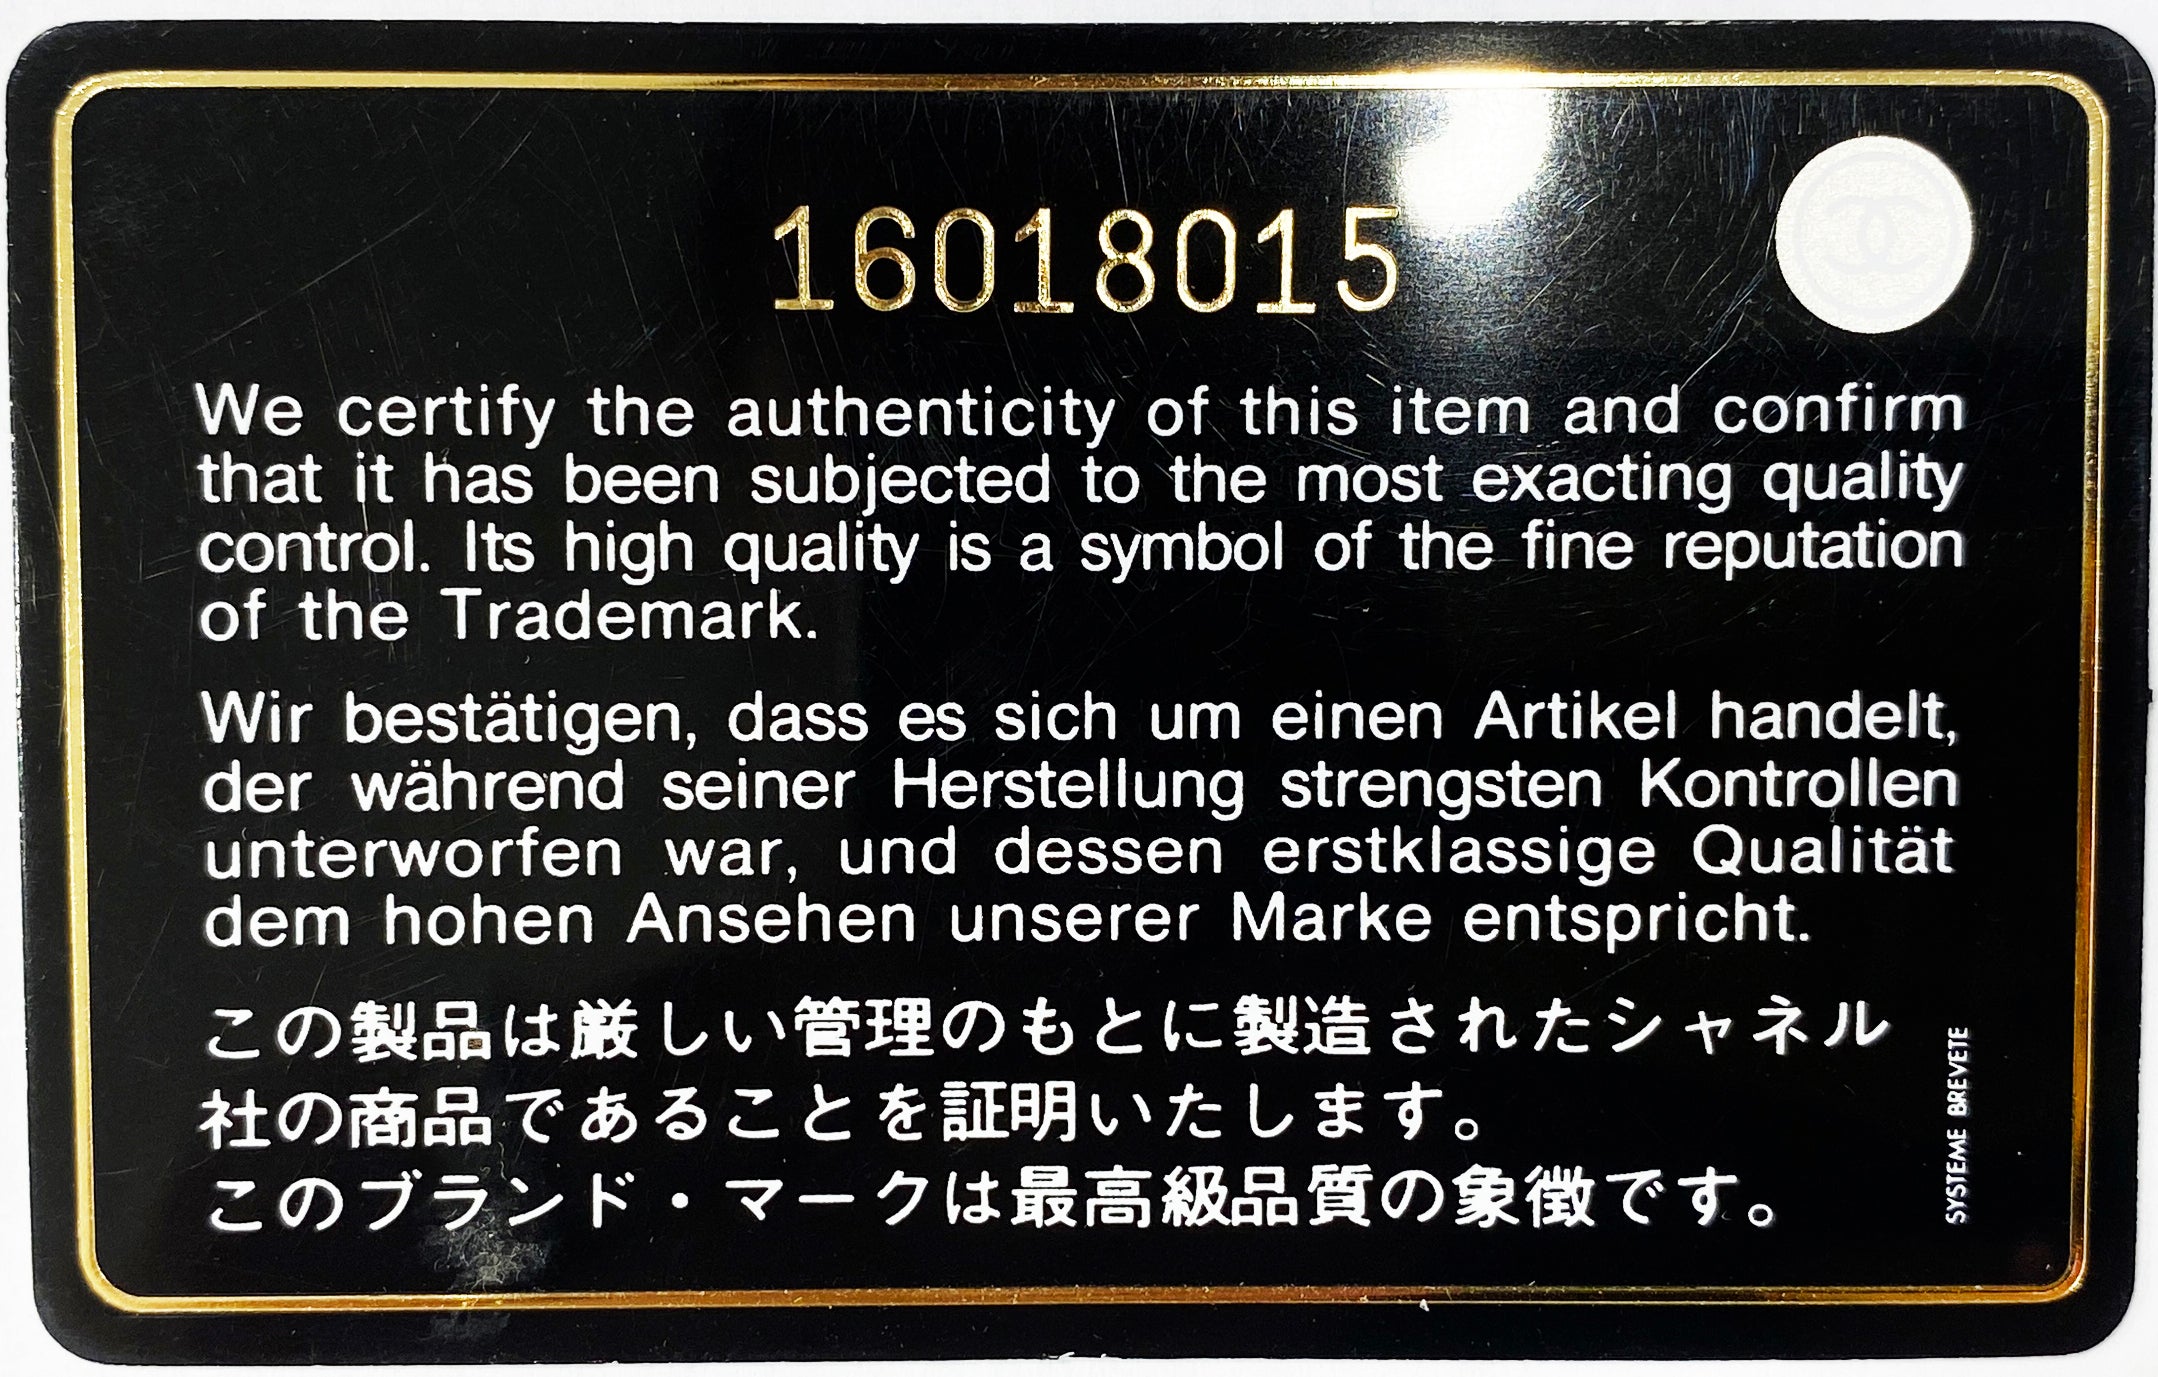 16018015
We certify the authenticity of this item and confirm
that it has been subjected to the most exacting quality
control. Its high quality is a symbol of the fine reputation
of the Trademark.
Wir bestätigen, dass es sich um einen Artikel handelt,
der während seiner Herstellung strengsten Kontrollen
unterworfen war, und dessen erstklassige Qualität
dem hohen Ansehen unserer Marke entspricht.
この製品は厳しい管理のもとに製造されたシャネル
社の商品であることを証明いたします。
このブランド・マークは最高級品質の象徴です。
SYSTEME BREVETE